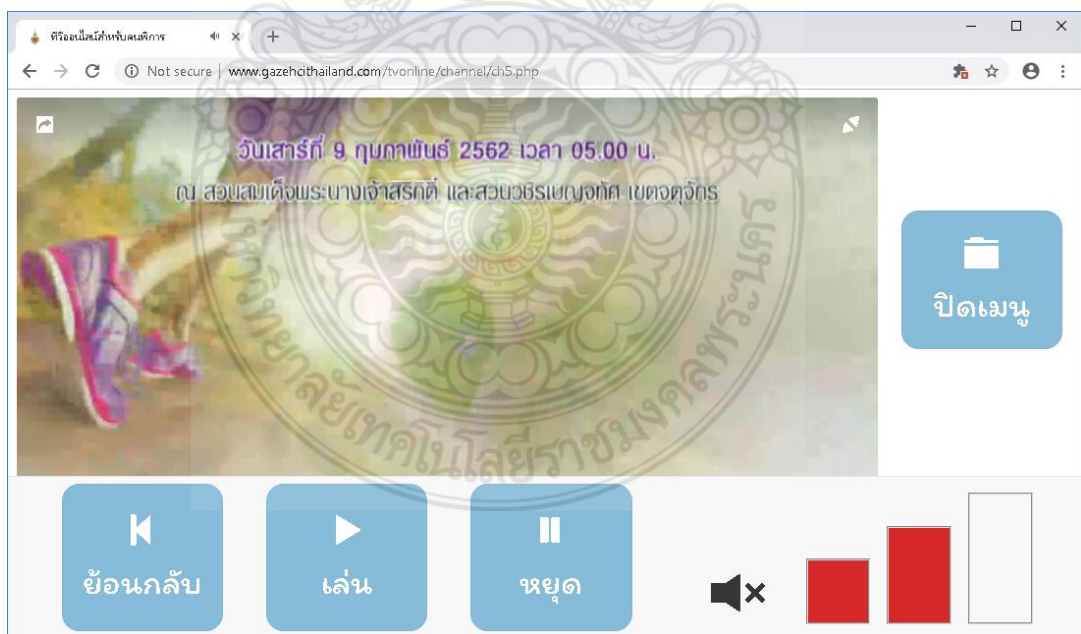 ทีวีออนไลน์สำหรับคนพิการ
Not secure | www.gazehcithailand.com/tvonline/channel/ch5.php
วันเสาร์ที่ 9 กุมภาพันธ์ 2562 เวลา 05.00 น.
ณ สวนสมเด็จพระนางเจ้าสิริกิติ์ และสวนวชิรเบญจทัศ เขตจตุจักร
ปิดเมนู
ย้อนกลับ
เล่น
หยุด
วิทยาลัยเทคโนโลยีราชมงคลพระนคร